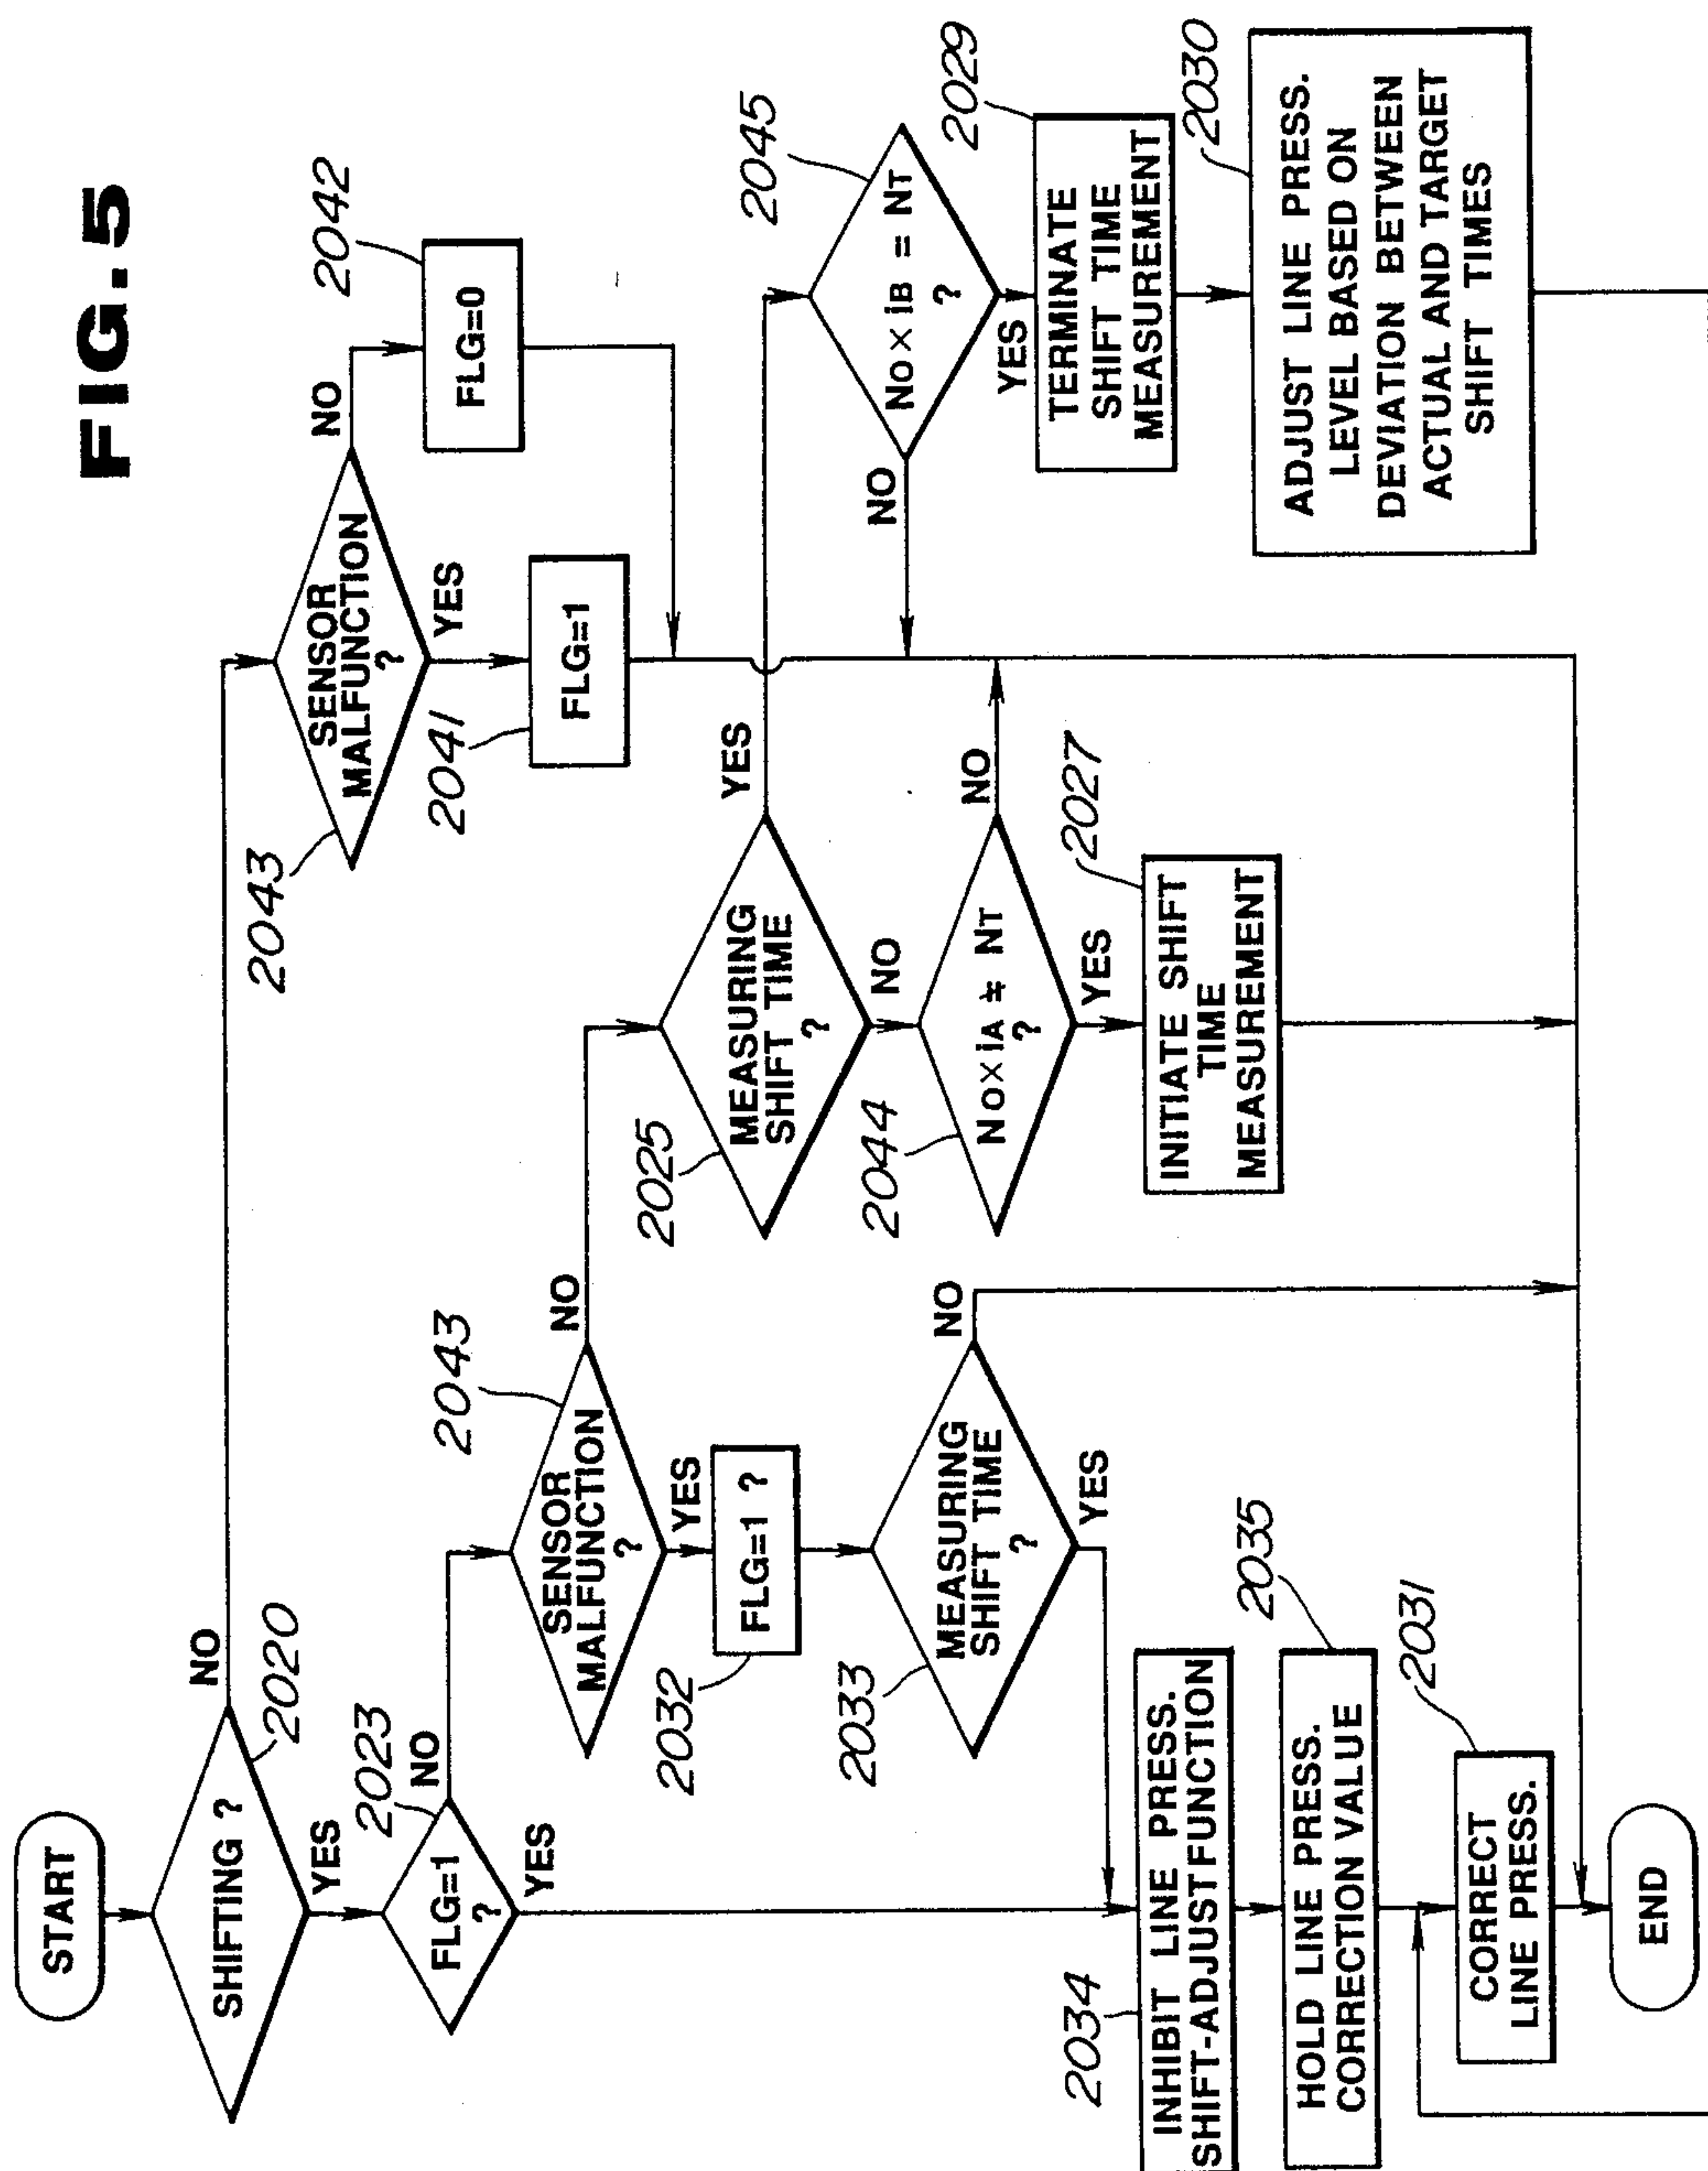 FIG.5
START
SHIFTING ?
2020
NO
YES
FLG=1
?
2023
NO
YES
SENSOR
MALFUNCTION
?
2043
NO
YES
FLG=1 ?
2032
MEASURING
SHIFT TIME
?
2033
NO
YES
INHIBIT LINE PRESS.
SHIFT-ADJUSTFUNCTION
2034
HOLD LINE PRESS.
CORRECTION VALUE
2035
CORRECT
LINE PRESS.
2031
END
MEASURING
SHIFT TIME
?
2025
YES
NO
NO×iA ≠ NT
?
2044
NO
YES
INITIATE SHIFT
TIME
MEASUREMENT
2027
SENSOR
MALFUNCTION
?
2043
NO
YES
FLG=1
2041
FLG=0
2042
NO×iB = NT
?
2045
NO
YES
TERMINATE
SHIFT TIME
MEASUREMENT
2029
ADJUST LINE PRESS.
LEVEL BASED ON
DEVIATION BETWEEN
ACTUAL AND TARGET
SHIFT TIMES
2030